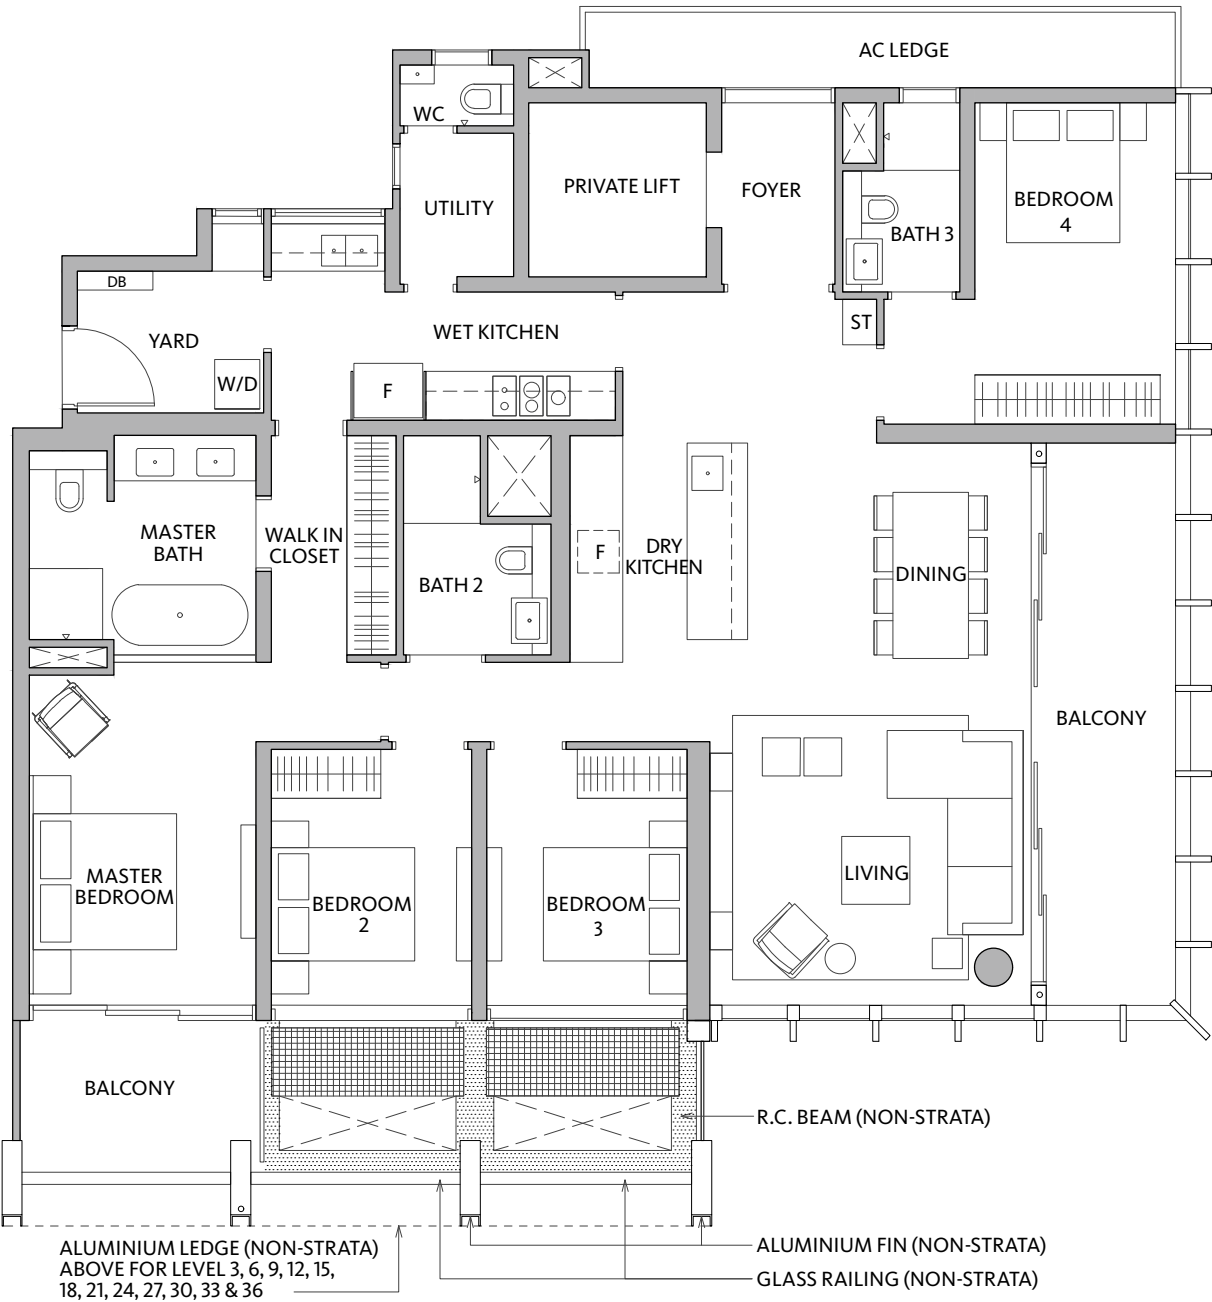 AC LEDGE
WC
PRIVATE LIFT
FOYER
BEDROOM
4
UTILITY
BATH 3
DB
YARD
WET KITCHEN
ST
W/D
F
MASTER
BATH
WALK IN
CLOSET
BATH 2
F
DRY
KITCHEN
DINING
BALCONY
MASTER
BEDROOM
BEDROOM
2
BEDROOM
3
LIVING
BALCONY
R.C. BEAM (NON-STRATA)
ALUMINIUM LEDGE (NON-STRATA)
ABOVE FOR LEVEL 3, 6, 9, 12, 15,
18, 21, 24, 27, 30, 33 & 36
ALUMINIUM FIN (NON-STRATA)
GLASS RAILING (NON-STRATA)